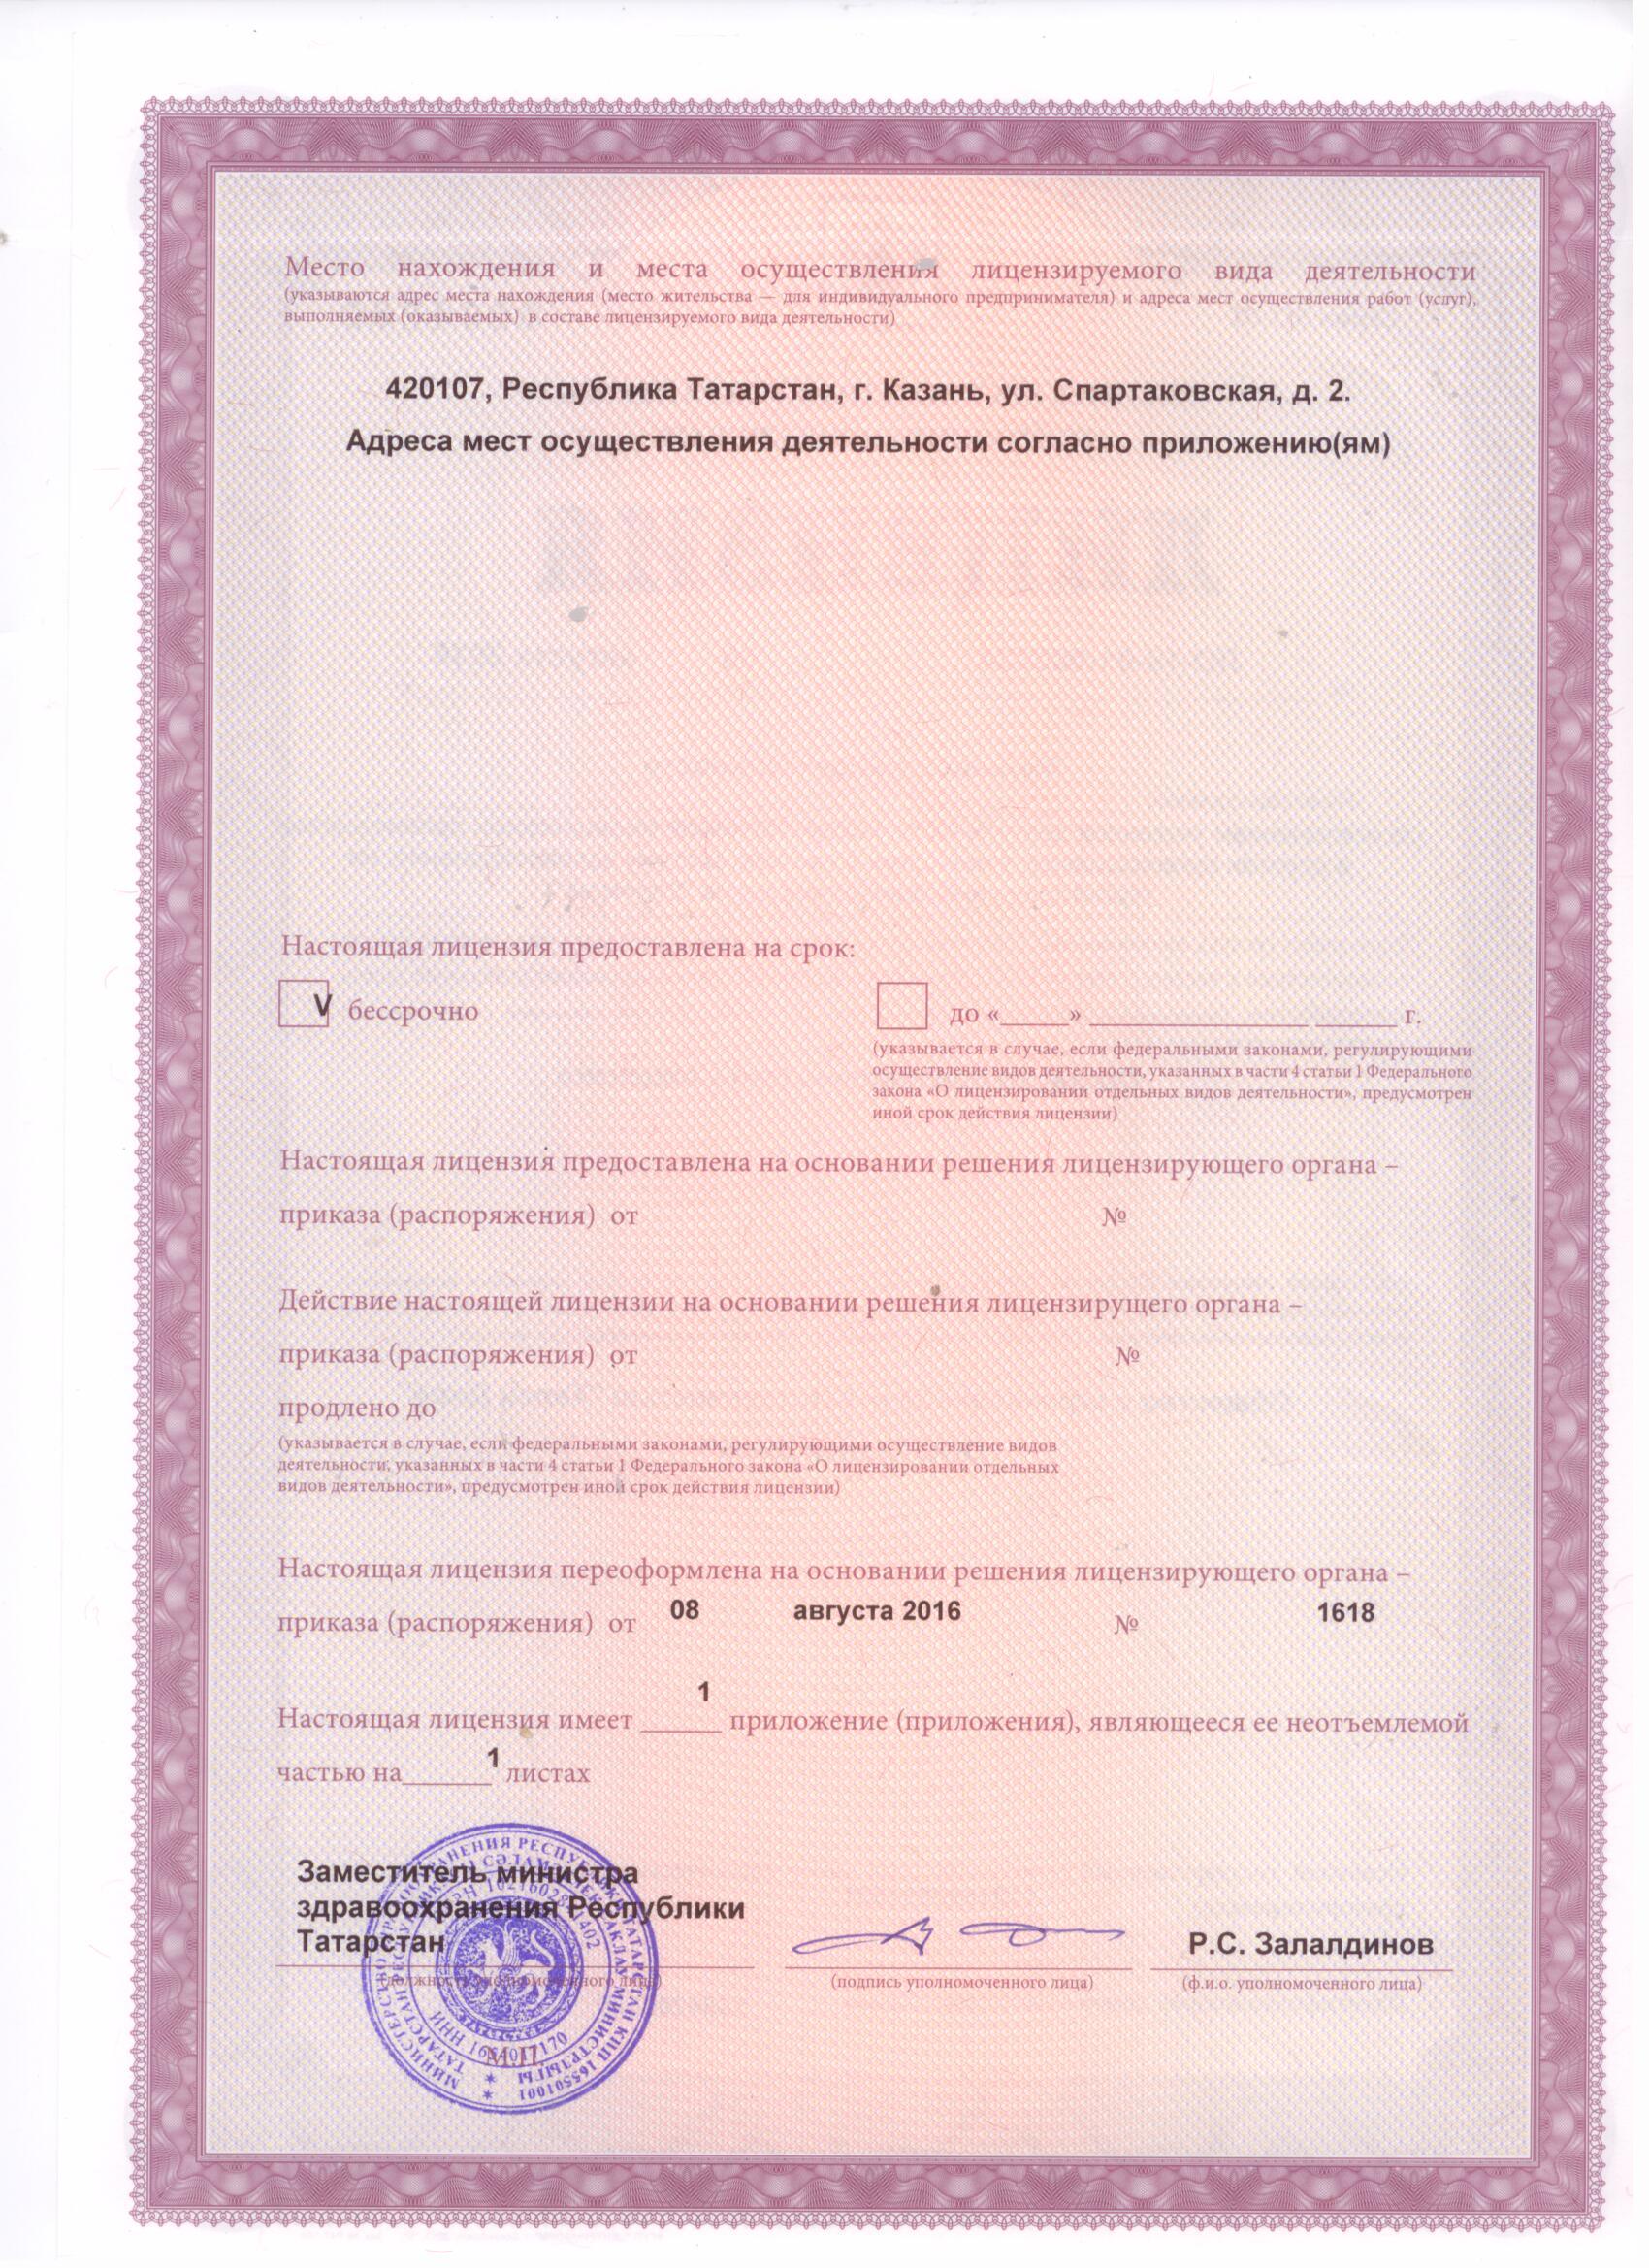 Место нахождения и места осуществления лицензируемого вида деятельности
(указываются адрес места нахождения (место жительства — для индивидуального предпринимателя) и адреса мест осуществления работ (услуг),
выполняемых (оказываемых) в составе лицензируемого вида деятельности)
420107, Республика Татарстан, г. Казань, ул. Спартаковская, д. 2.
Адреса мест осуществления деятельности согласно приложению(ям)
Настоящая лицензия предоставлена на срок:
V бессрочно
до «_____» ________________ ______ г.
(указывается в случае, если федеральными законами, регулирующими
осуществление видов деятельности, указанных в части 4 статьи 1 Федерального
закона «О лицензировании отдельных видов деятельности», предусмотрен
иной срок действия лицензии)
Настоящая лицензия предоставлена на основании решения лицензирующего органа –
приказа (распоряжения) от №
Действие настоящей лицензии на основании решения лицензирущего органа –
приказа (распоряжения) от №
продлено до
(указывается в случае, если федеральными законами, регулирующими осуществление видов
деятельности, указанных в части 4 статьи 1 Федерального закона «О лицензировании отдельных
видов деятельности», предусмотрен иной срок действия лицензии)
Настоящая лицензия переоформлена на основании решения лицензирующего органа –
приказа (распоряжения) от 08 августа 2016 № 1618
Настоящая лицензия имеет 1 приложение (приложения), являющееся ее неотъемлемой
частью на 1 листах
Заместитель министра
здравоохранения Республики
Татарстан
Р.С. Залалдинов
(должность уполномоченного лица)
(подпись уполномоченного лица)
(ф.и.о. уполномоченного лица)
М.П.
ТАТАРСТАН КПП 165501001